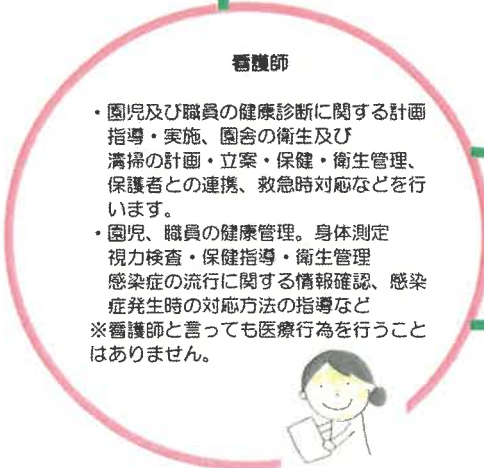 看護師
・園児及び職員の健康診断に関する計画
指導・実施、園舎の衛生及び
清掃の計画・立案・保健・衛生管理、
保護者との連携、救急時対応などを行
います。
・園児、職員の健康管理。身体測定
視力検査・保健指導・衛生管理
感染症の流行に関する情報確認、感染
症発生時の対応方法の指導など
※看護師と言っても医療行為を行うこと
はありません。